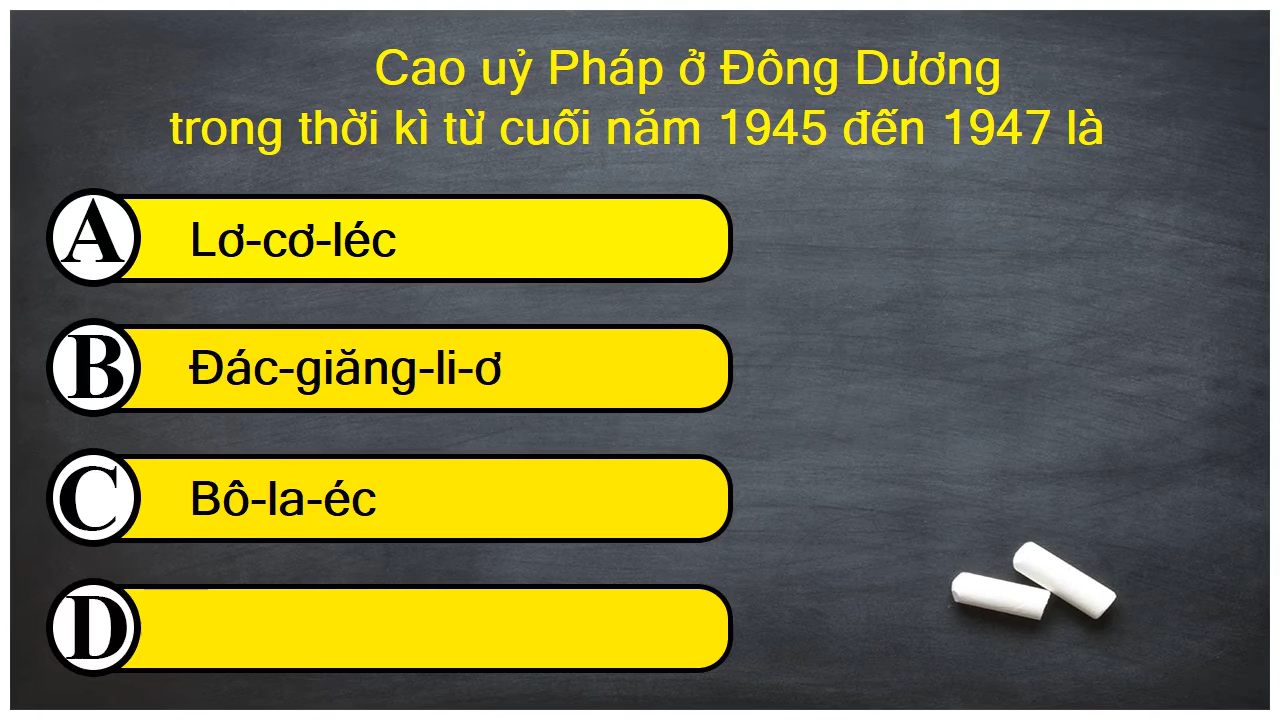 Cao uỷ Pháp ở Đông Dương
trong thời kì từ cuối năm 1945 đến 1947 là
A Lơ-cơ-léc
B Đác-giăng-li-ơ
C Bô-la-éc
D